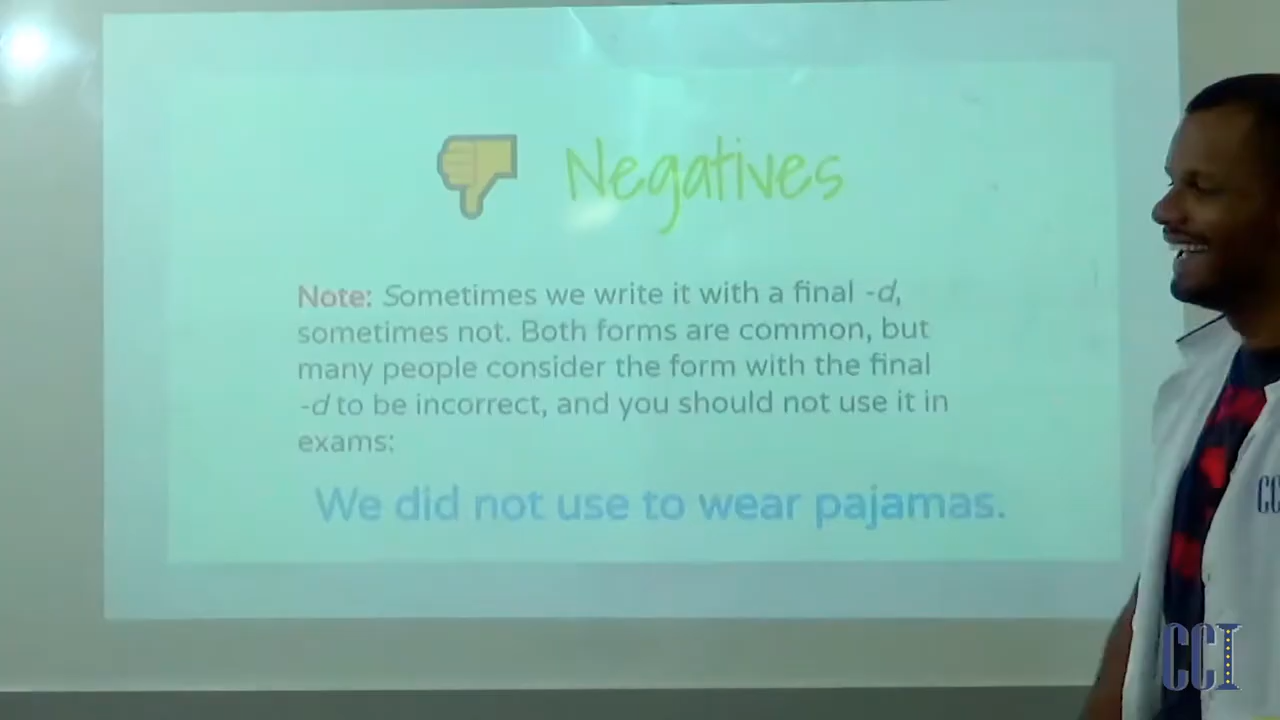 Negatives
Note: Sometimes we write it with a final -d,
sometimes not. Both forms are common, but
many people consider the form with the final
-d to be incorrect, and you should not use it in
exams:
We did not use to wear pajamas.
CC
CCI